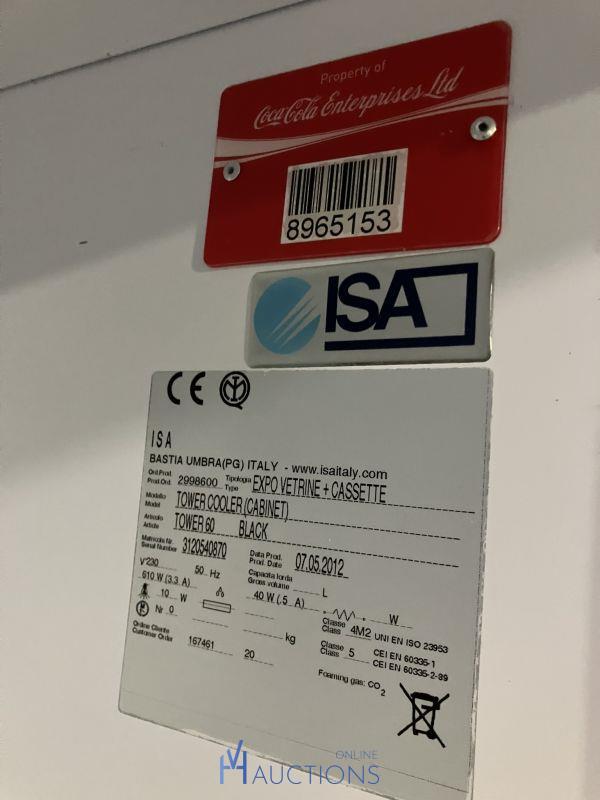 Property of
Coca-Cola Enterprises Ltd
8965153
ISA
CE
ISA
BASTIA UMBRA(PG) ITALY - www.isaitaly.com
Ord.Prod. Prod.Ord. 2998600 Tipologia Type EXPO VETRINE + CASSETTE
Modello Model TOWER COOLER (CABINET)
Articolo Article TOWER 60 BLACK
Matricola Nr. Serial Number 3120540870 Data Prod. Prod. Date 07.05.2012
V~230 50 Hz Capacita lorda Gross volume L
610 W (3.3 A) 40 W (.5 A) W
10 W Classe Class 4M2 UNI EN ISO 23953
Nr 0 kg Classe Class 5 CEI EN 60335-1
CEI EN 60335-2-89
Ordine Cliente Customer Order 167461 20
Foaming gas: CO2
ONLINE
AUCTIONS